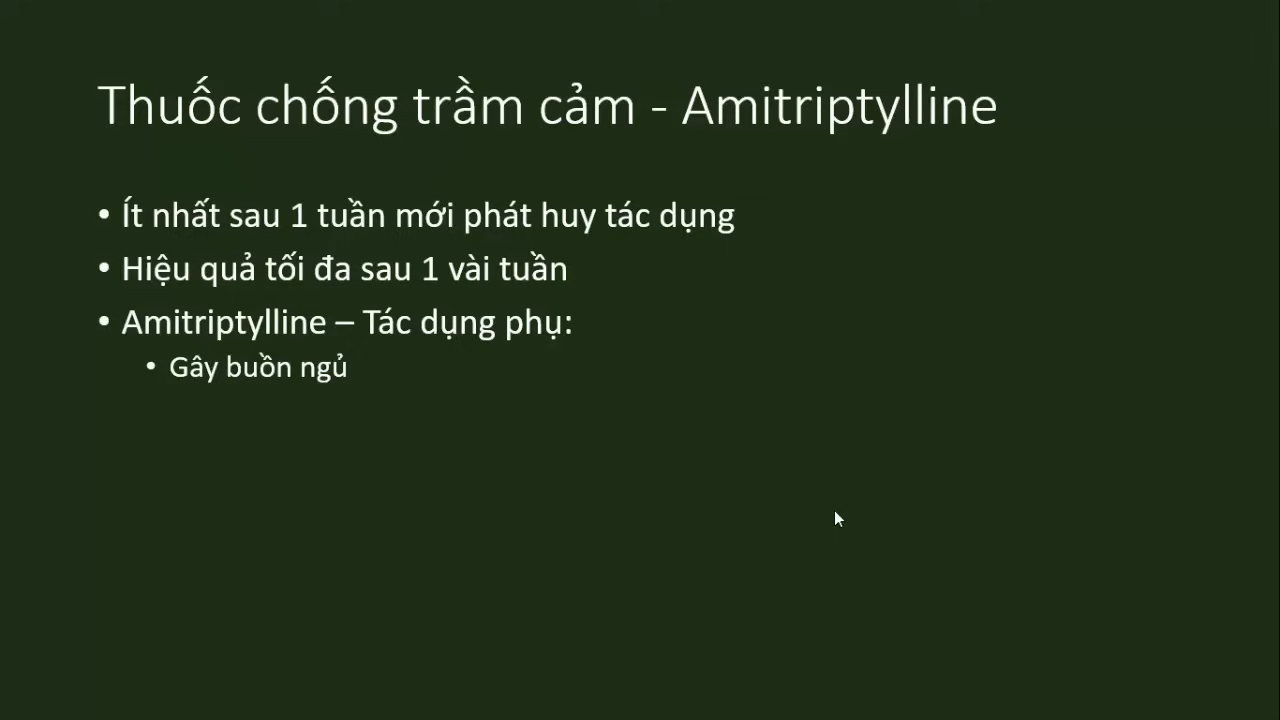 Thuốc chống trầm cảm - Amitriptylline
• Ít nhất sau 1 tuần mới phát huy tác dụng
• Hiệu quả tối đa sau 1 vài tuần
• Amitriptylline – Tác dụng phụ:
• Gây buồn ngủ